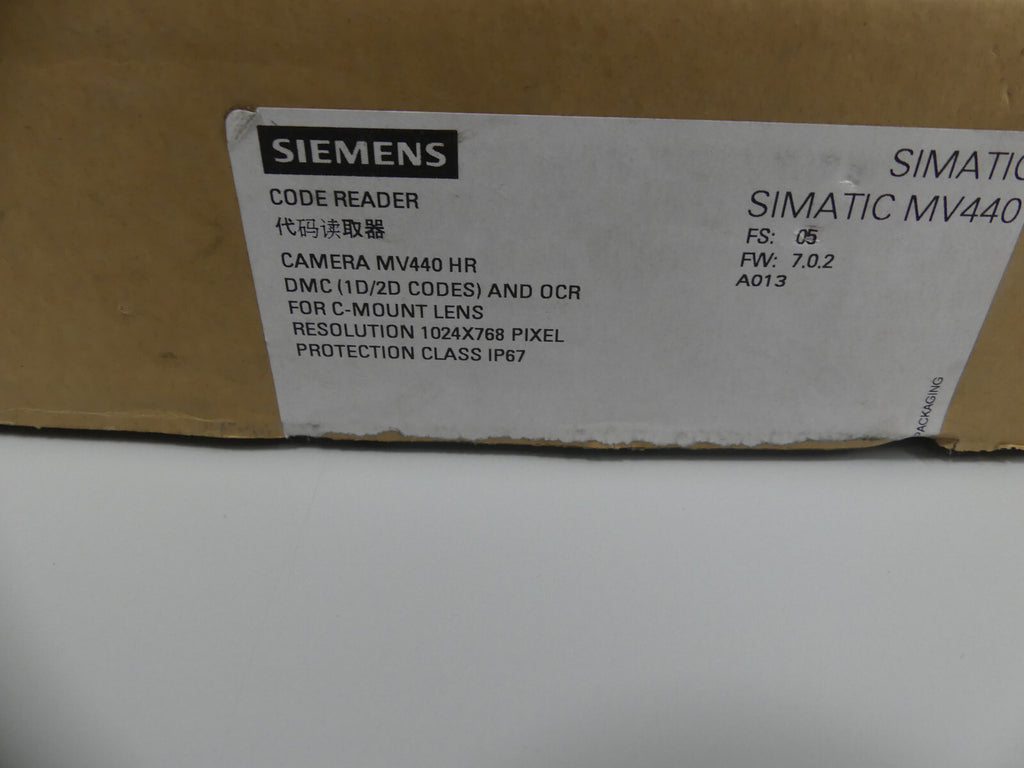 SIEMENS
CODE READER
代码读取器
CAMERA MV440 HR
DMC (1D/2D CODES) AND OCR
FOR C-MOUNT LENS
RESOLUTION 1024X768 PIXEL
PROTECTION CLASS IP67
SIMATIC
SIMATIC MV440
FS: 05
FW: 7.0.2
A013
PACKAGING